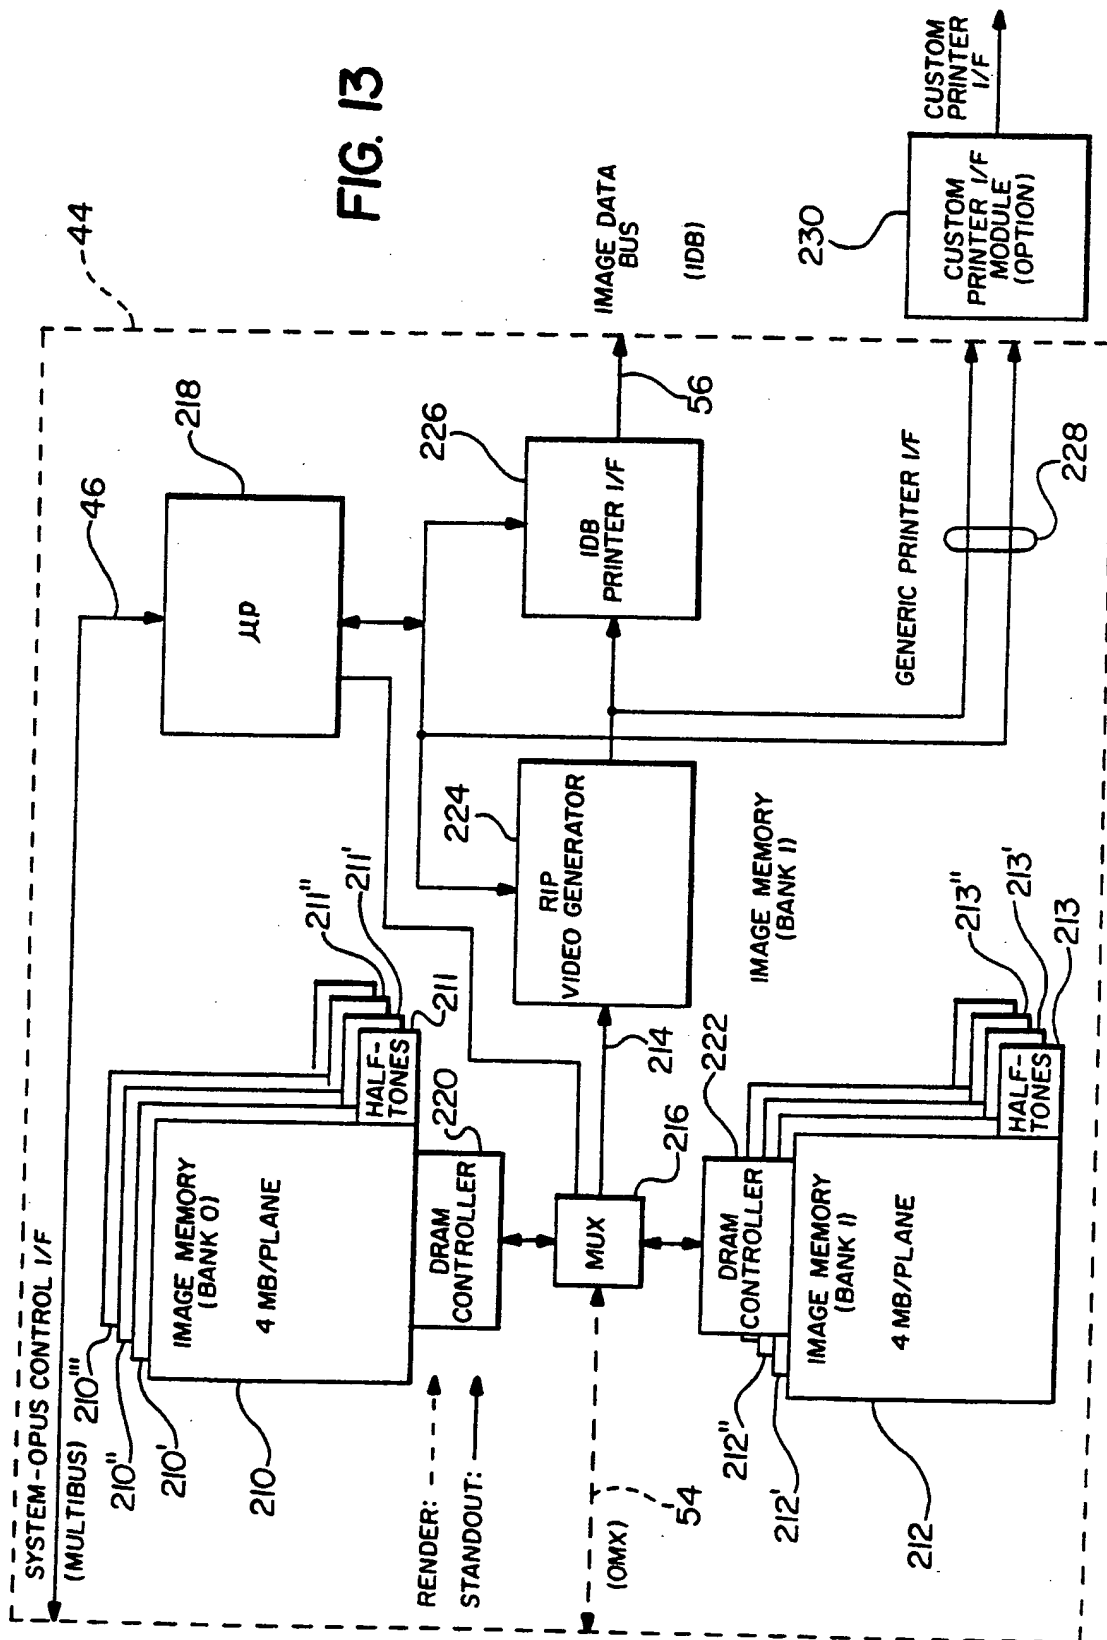 FIG. 13
44
SYSTEM-OPUS CONTROL I/F
(MULTIBUS)
46
218
μP
210'''
210''
210'
210
IMAGE MEMORY
(BANK 0)
4 MB/PLANE
HALF-
TONES
211''
211'
211
DRAM
CONTROLLER
220
RENDER:
STANDOUT:
(OMX)
54
MUX
216
214
RIP
VIDEO GENERATOR
224
IDB
PRINTER I/F
226
56
IMAGE DATA
BUS
(IDB)
GENERIC PRINTER I/F
228
230
CUSTOM
PRINTER I/F
MODULE
(OPTION)
CUSTOM
PRINTER
I/F
IMAGE MEMORY
(BANK 1)
222
DRAM
CONTROLLER
IMAGE MEMORY
(BANK 1)
4 MB/PLANE
HALF-
TONES
213''
213'
213
212''
212'
212